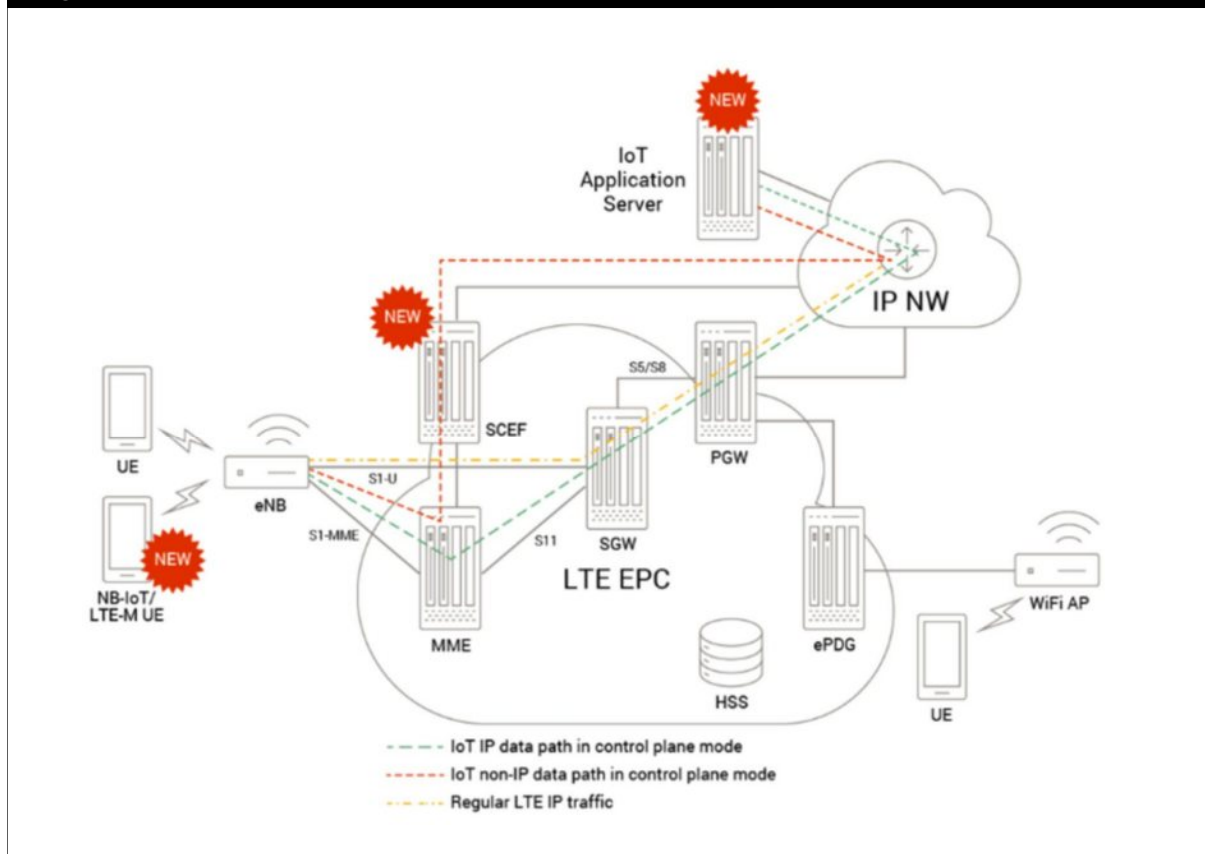 NEW
IoT
Application
Server
IP NW
NEW
SCEF
S5/S8
PGW
UE
eNB
S1-U
S1-MME
S11
SGW
LTE EPC
NEW
NB-IoT/
LTE-M UE
MME
HSS
ePDG
WiFi AP
UE
IoT IP data path in control plane mode
IoT non-IP data path in control plane mode
Regular LTE IP traffic